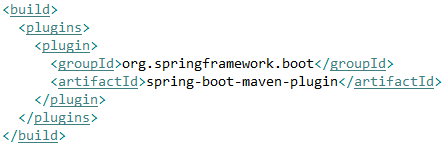 <build>
<plugins>
<plugin>
<groupId>org.springframework.boot</groupId>
<artifactId>spring-boot-maven-plugin</artifactId>
</plugin>
</plugins>
</build>